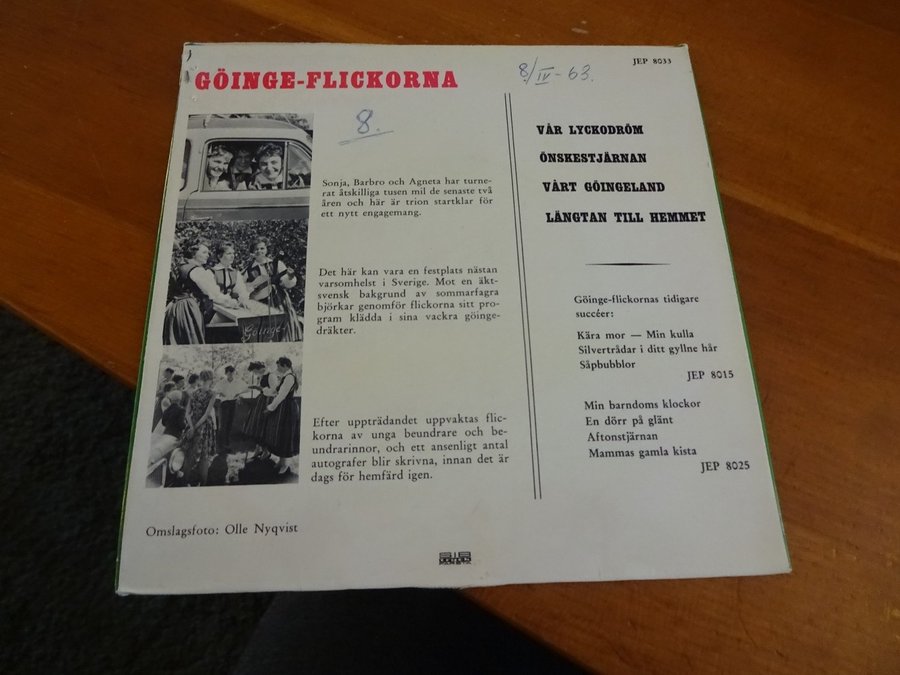 GÖINGE-FLICKORNA
8/IV-63.
JEP 8033
8.
Sonja, Barbro och Agneta har turne-
rat åtskilliga tusen mil de senaste två
åren och här är trion startklar för
ett nytt engagemang.
Det här kan vara en festplats nästan
varsomhelst i Sverige. Mot en äkt-
svensk bakgrund av sommarfagra
björkar genomför flickorna sitt pro-
gram klädda i sina vackra göinge-
dräkter.
Göinge
Efter uppträdandet uppvaktas flic-
korna av unga beundrare och be-
undrarinnor, och ett ansenligt antal
autografer blir skrivna, innan det är
dags för hemfärd igen.
Omslagsfoto: Olle Nyqvist
VÅR LYCKODRÖM
ÖNSKESTJÄRNAN
VÅRT GÖINGELAND
LÄNGTAN TILL HEMMET
Göinge-flickornas tidigare
succéer:
Kära mor — Min kulla
Silvertrådar i ditt gyllne hår
Såpbubblor
JEP 8015
Min barndoms klockor
En dörr på glänt
Aftonstjärnan
Mammas gamla kista
JEP 8025